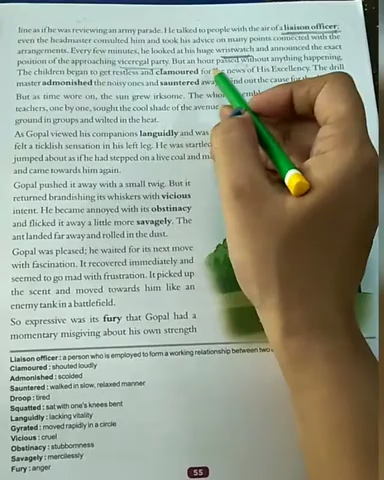 line as if he was reviewing an army parade. He talked to people with the air of a liaison officer;
even the headmaster consulted him and took his advice on many points connected with the
arrangements. Every few minutes, he looked at his huge wristwatch and announced the exact
position of the approaching viceregal party. But an hour passed without anything happening.
The children began to get restless and clamoured for news of His Excellency. The drill
master admonished the noisy ones and sauntered find out the cause for
But as time wore on, the sun grew irksome. The
teachers, one by one, sought the cool shade of the avenue
ground in groups and wilted in the heat.
As Gopal viewed his companions languidly and was
felt a ticklish sensation in his left leg. He was startled
jumped about as if he had stepped on a live coal and
and came towards him again.
Gopal pushed it away with a small twig. But it
returned brandishing its whiskers with vicious
intent. He became annoyed with its obstinacy
and flicked it away a little more savagely. The
ant landed far away and rolled in the dust.
Gopal was pleased; he waited for its next move
with fascination. It recovered immediately and
seemed to go mad with frustration. It picked up
the scent and moved towards him like an
enemy tank in a battlefield.
So expressive was its fury that Gopal had a
momentary misgiving about his own strength
Liaison officer : a person who is employed to form a working relationship between two
Clamoured : shouted loudly
Admonished : scolded
Sauntered : walked in slow, relaxed manner
Droop : tired
Squatted : sat with one's knees bent
Languidly : lacking vitality
Gyrated : moved rapidly in a circle
Vicious : cruel
Obstinacy : stubbornness
Savagely : mercilessly
Fury : anger
55